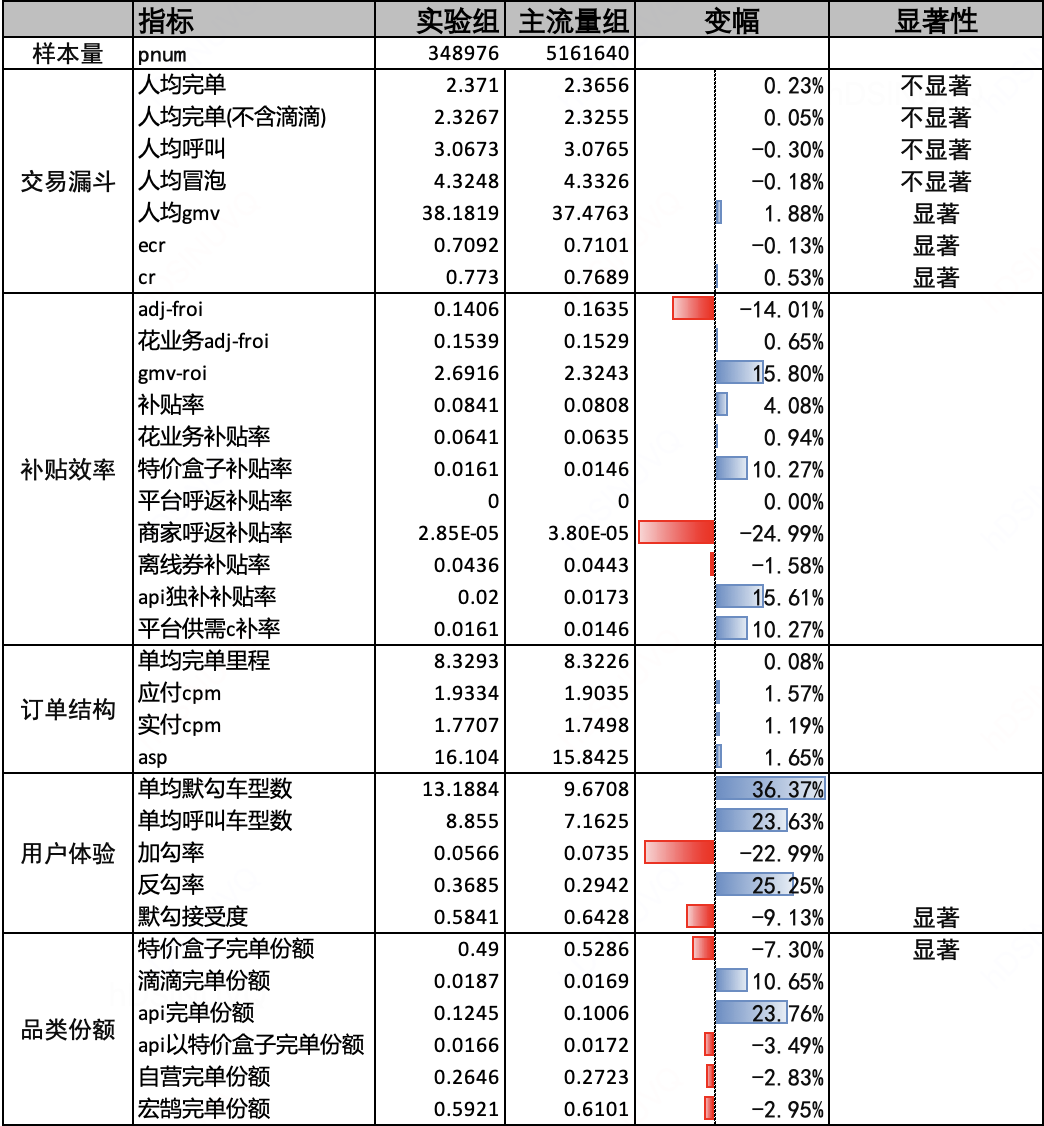 指标 实验组 主流量组 变幅 显著性
样本量 pnum 348976 5161640
交易漏斗 人均完单 2.371 2.3656 0.23% 不显著
人均完单(不含滴滴) 2.3267 2.3255 0.05% 不显著
人均呼叫 3.0673 3.0765 -0.30% 不显著
人均冒泡 4.3248 4.3326 -0.18% 不显著
人均gmv 38.1819 37.4763 1.88% 显著
ecr 0.7092 0.7101 -0.13% 显著
cr 0.773 0.7689 0.53% 显著
补贴效率 adj-froi 0.1406 0.1635 -14.01%
花业务adj-froi 0.1539 0.1529 0.65%
gmv-roi 2.6916 2.3243 15.80%
补贴率 0.0841 0.0808 4.08%
花业务补贴率 0.0641 0.0635 0.94%
特价盒子补贴率 0.0161 0.0146 10.27%
平台呼返补贴率 0 0 0.00%
商家呼返补贴率 2.85E-05 3.80E-05 -24.99%
离线券补贴率 0.0436 0.0443 -1.58%
api独补补贴率 0.02 0.0173 15.61%
平台供需c补率 0.0161 0.0146 10.27%
订单结构 单均完单里程 8.3293 8.3226 0.08%
应付cpm 1.9334 1.9035 1.57%
实付cpm 1.7707 1.7498 1.19%
asp 16.104 15.8425 1.65%
用户体验 单均默勾车型数 13.1884 9.6708 36.37%
单均呼叫车型数 8.855 7.1625 23.63%
加勾率 0.0566 0.0735 -22.99%
反勾率 0.3685 0.2942 25.25%
默勾接受度 0.5841 0.6428 -9.13% 显著
品类份额 特价盒子完单份额 0.49 0.5286 -7.30% 显著
滴滴完单份额 0.0187 0.0169 10.65%
api完单份额 0.1245 0.1006 23.76%
api以特价盒子完单份额 0.0166 0.0172 -3.49%
自营完单份额 0.2646 0.2723 -2.83%
宏鹄完单份额 0.5921 0.6101 -2.95%